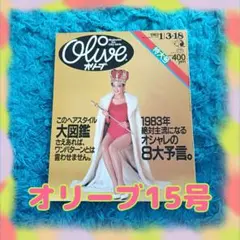 Olive
オリーブ
1/3・18
特大号
400
このヘアスタイル
大図鑑
さえあれば、
ワンパターンとは
言わせません。
1983年
絶対主流になる
オシャレの
8大予言。
オリーブ15号